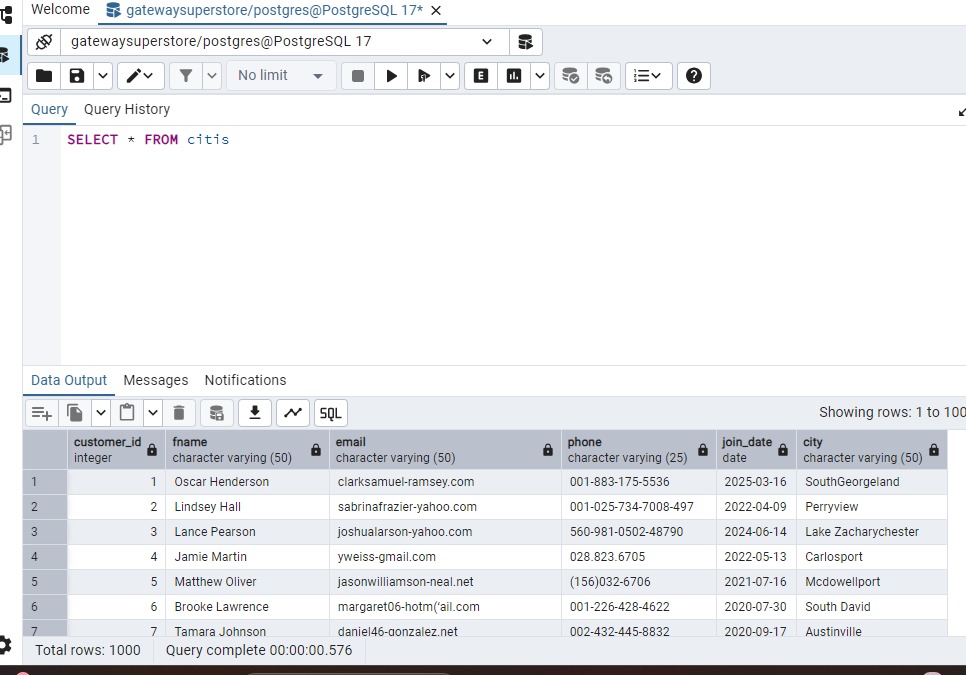 Welcome gatewaysuperstore/postgres@PostgreSQL 17*
gatewaysuperstore/postgres@PostgreSQL 17
No limit E
Query Query History
1 SELECT * FROM citis
Data Output Messages Notifications
SQL Showing rows: 1 to 100
customer_id fname email phone join_date city
integer character varying (50) character varying (50) character varying (25) date character varying (50)
1 1 Oscar Henderson clarksamuel-ramsey.com 001-883-175-5536 2025-03-16 SouthGeorgeland
2 2 Lindsey Hall sabrinafrazier-yahoo.com 001-025-734-7008-497 2022-04-09 Perryview
3 3 Lance Pearson joshualarson-yahoo.com 560-981-0502-48790 2024-06-14 Lake Zacharychester
4 4 Jamie Martin yweiss-gmail.com 028.823.6705 2022-05-13 Carlosport
5 5 Matthew Oliver jasonwilliamson-neal.net (156)032-6706 2021-07-16 Mcdowellport
6 6 Brooke Lawrence margaret06-hotm('ail.com 001-226-428-4622 2020-07-30 South David
7 7 Tamara Johnson daniel46-gonzalez.net 002-432-445-8832 2020-09-17 Austinville
Total rows: 1000 Query complete 00:00:00.576